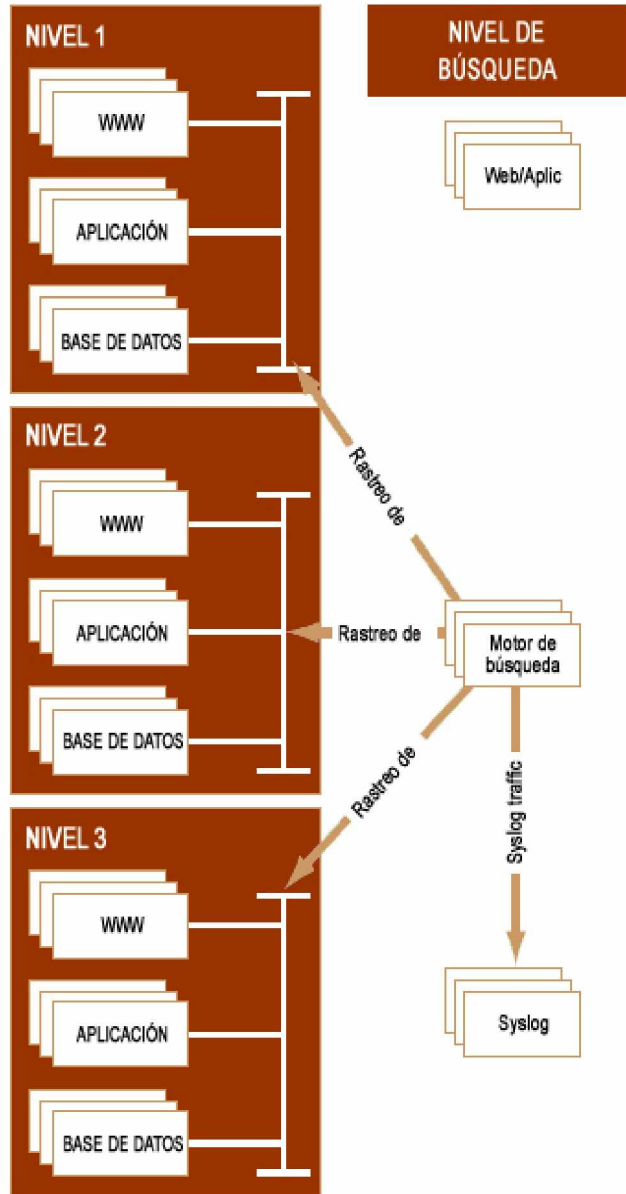 NIVEL 1
WWW
APLICACIÓN
BASE DE DATOS
NIVEL 2
WWW
APLICACIÓN
BASE DE DATOS
NIVEL 3
WWW
APLICACIÓN
BASE DE DATOS
NIVEL DE
BÚSQUEDA
Web/Aplic
Rastreo de
Rastreo de
Motor de
búsqueda
Rastreo de
Syslog traffic
Syslog